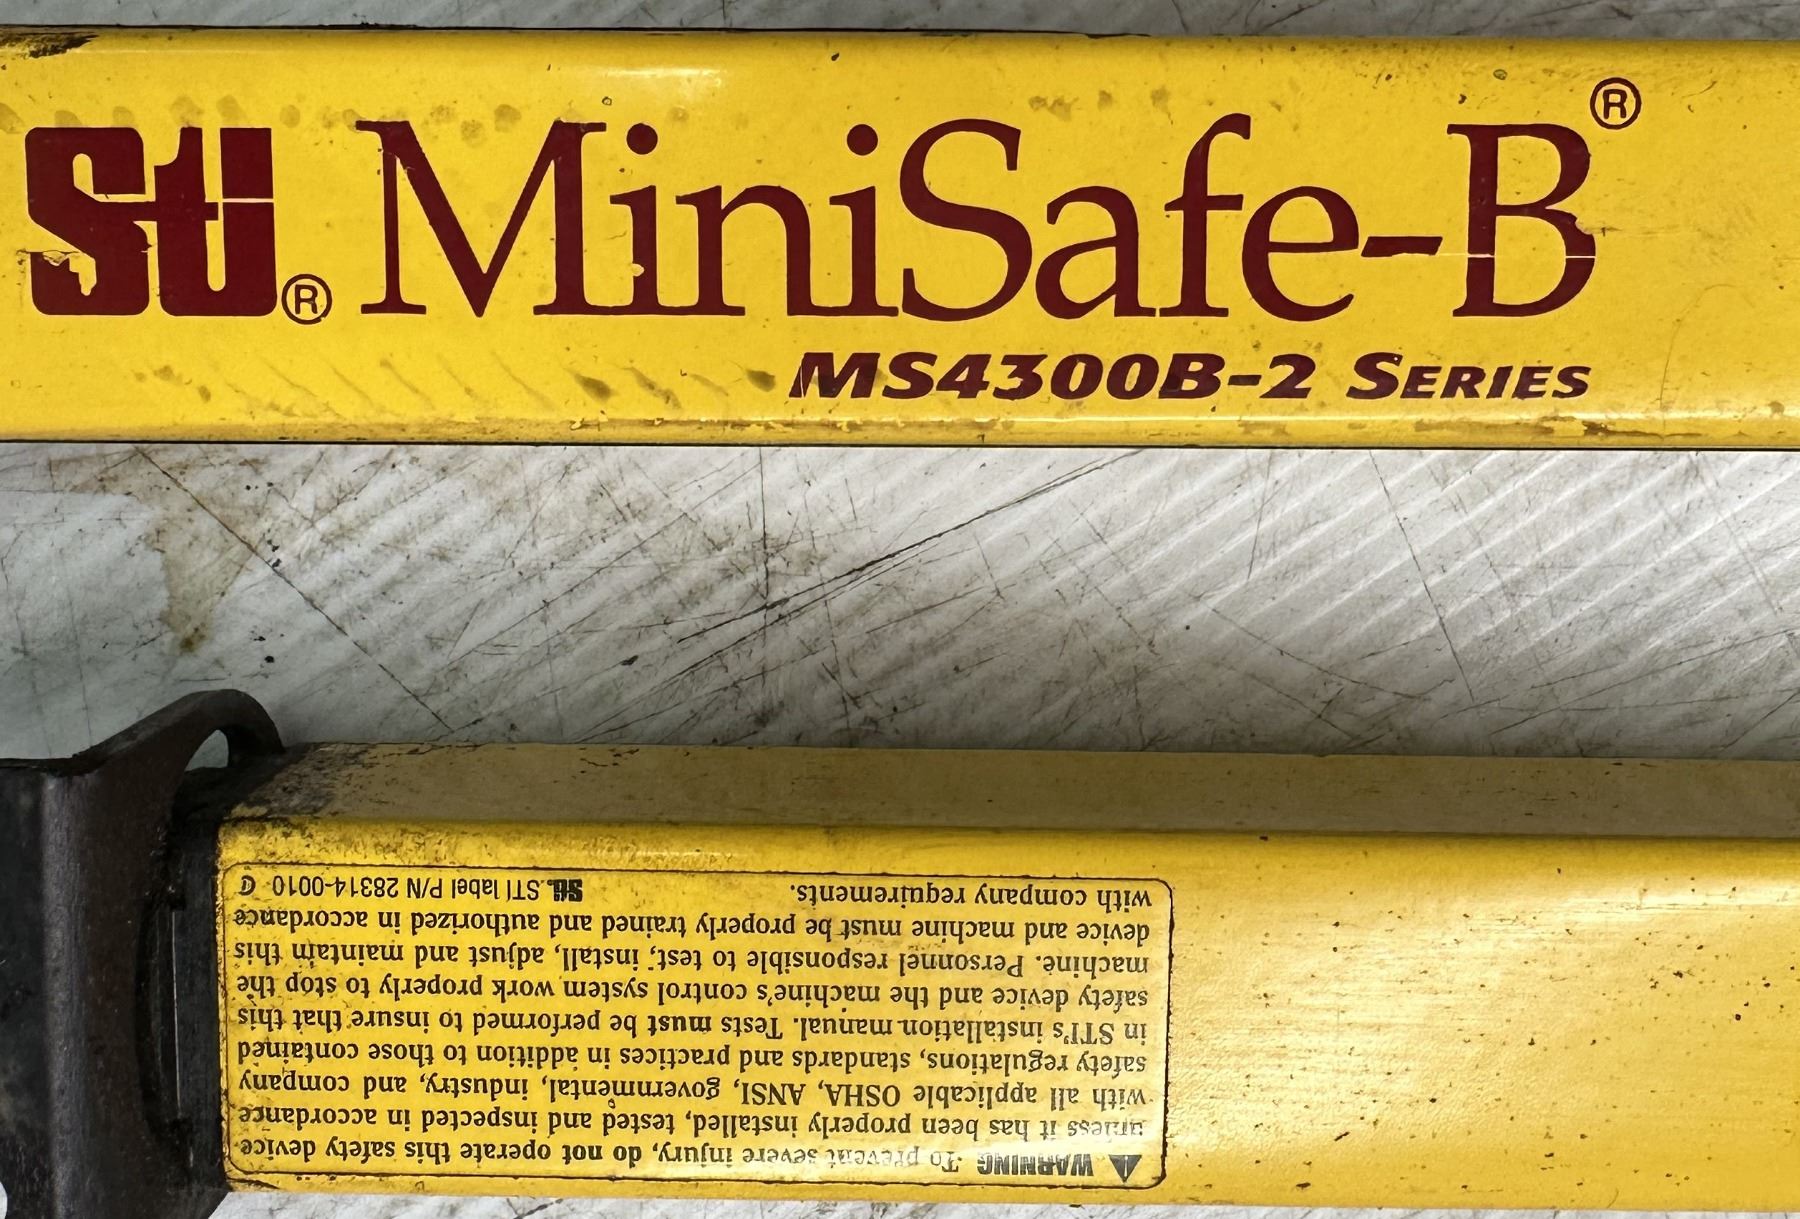 Sti® MiniSafe-B®
MS4300B-2 SERIES
⚠ WARNING To prevent severe injury, do not operate this safety device
unless it has been properly installed, tested and inspected in accordance
with all applicable OSHA, ANSI, governmental, industry, and company
safety regulations, standards and practices in addition to those contained
in STI's installation manual. Tests must be performed to insure that this
safety device and the machine's control system work properly to stop the
machine. Personnel responsible to test, install, adjust and maintain this
device and machine must be properly trained and authorized in accordance
with company requirements. Sti. STI label P/N 28314-0010 C